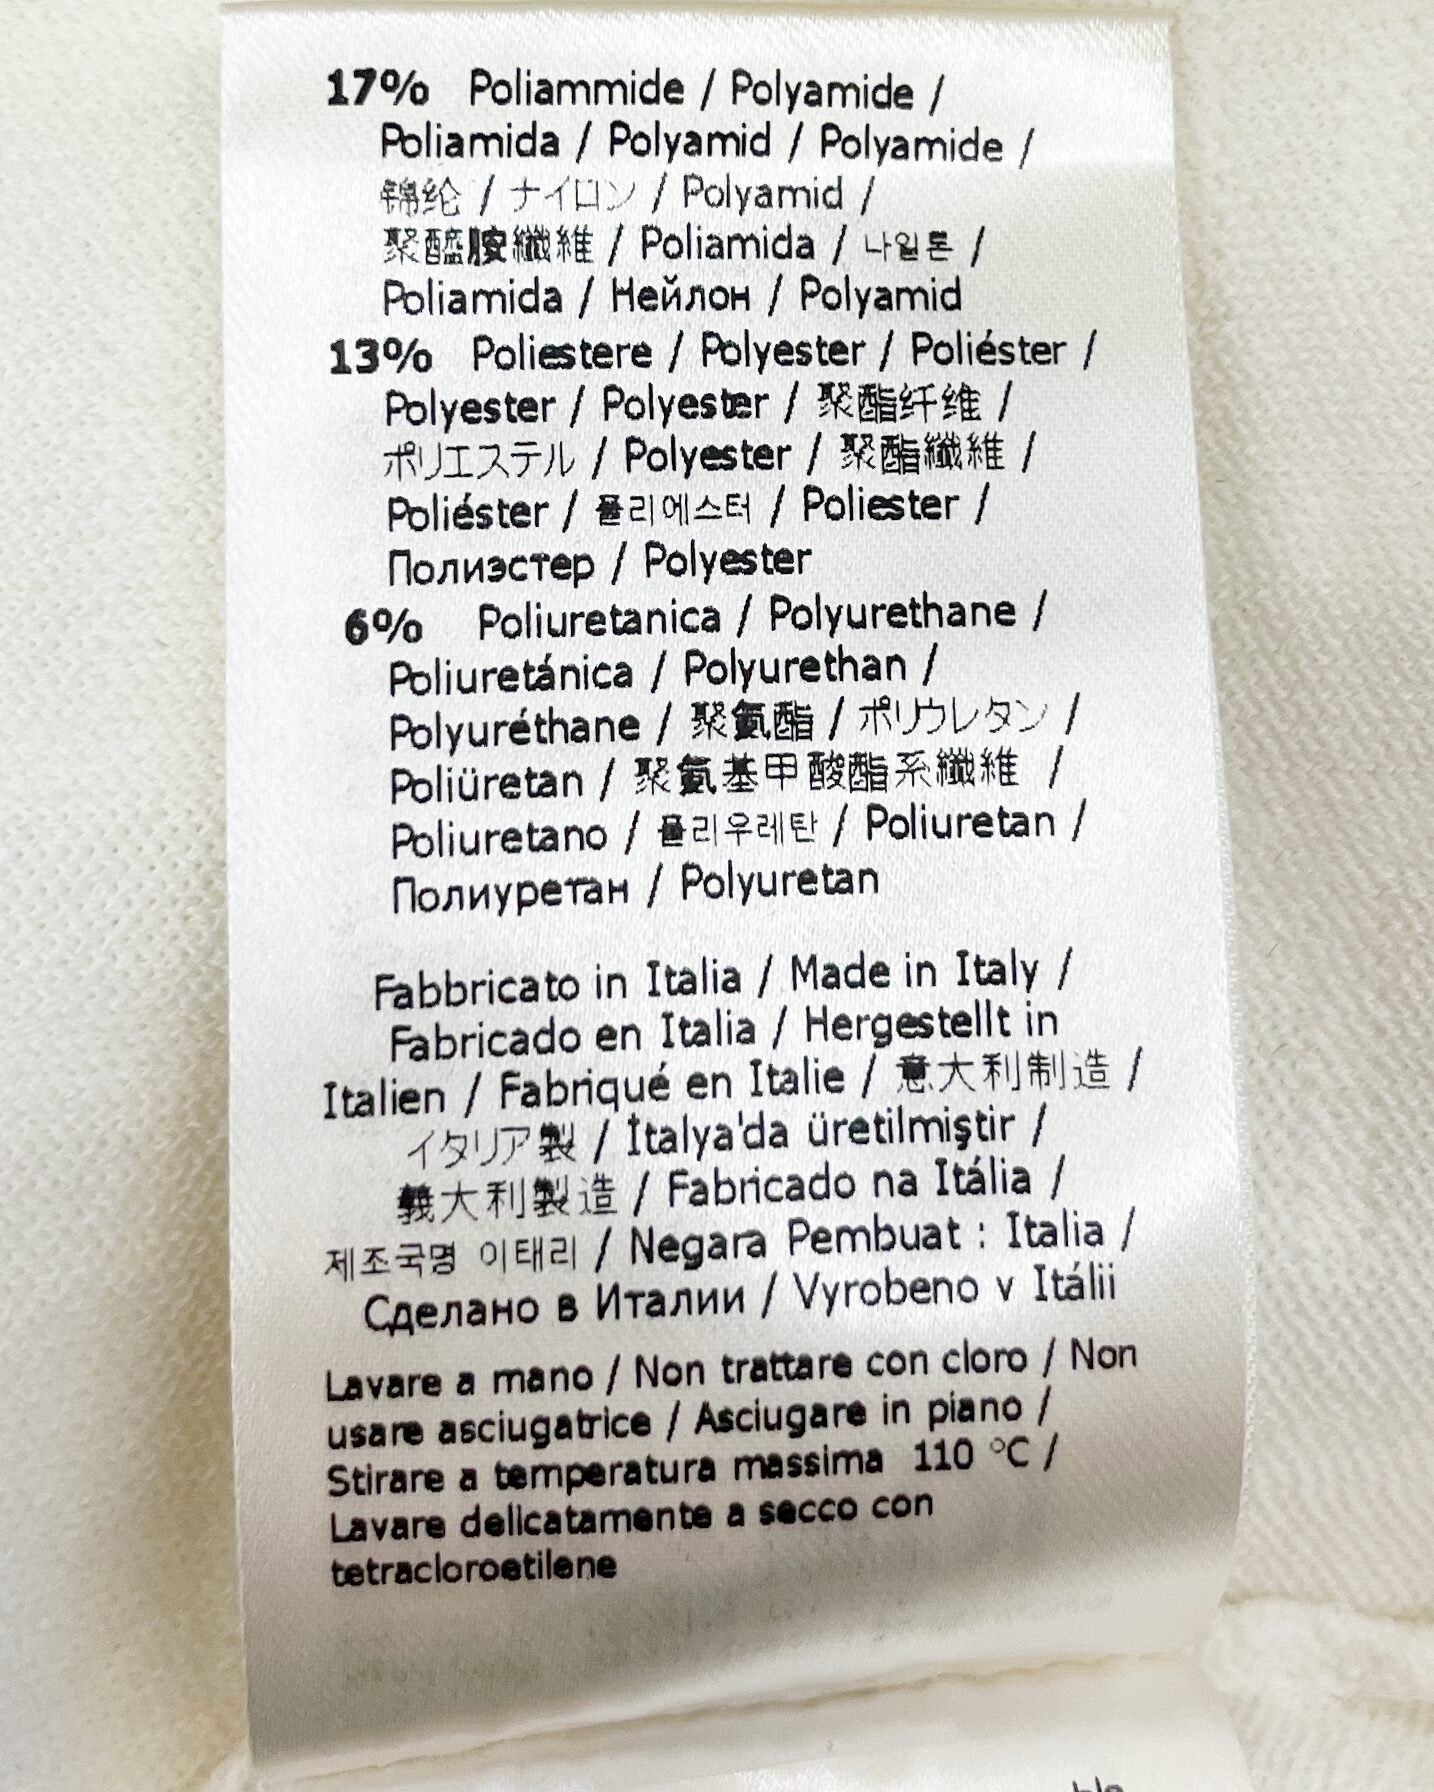 17% Poliammide / Polyamide /
Poliamida / Polyamid / Polyamide /
锦纶 / ナイロン / Polyamid /
聚醯胺纖維 / Poliamida / 나일론 /
Poliamida / Нейлон / Polyamid
13% Poliestere / Polyester / Poliéster /
Polyester / Polyester / 聚酯纤维 /
ポリエステル / Polyester / 聚酯纖維 /
Poliéster / 폴리에스터 / Poliester /
Полиэстер / Polyester
6% Poliuretanica / Polyurethane /
Poliuretánica / Polyurethan /
Polyuréthane / 聚氨酯 / ポリウレタン /
Poliüretan / 聚氨基甲酸酯系纖維 /
Poliuretano / 폴리우레탄 / Poliuretan /
Полиуретан / Polyuretan
Fabbricato in Italia / Made in Italy /
Fabricado en Italia / Hergestellt in
Italien / Fabriqué en Italie / 意大利制造 /
イタリア製 / İtalya'da üretilmiştir /
義大利製造 / Fabricado na Itália /
제조국명 이태리 / Negara Pembuat : Italia /
Сделано в Италии / Vyrobeno v Itálii
Lavare a mano / Non trattare con cloro / Non
usare asciugatrice / Asciugare in piano /
Stirare a temperatura massima 110 °C /
Lavare delicatamente a secco con
tetracloroetilene